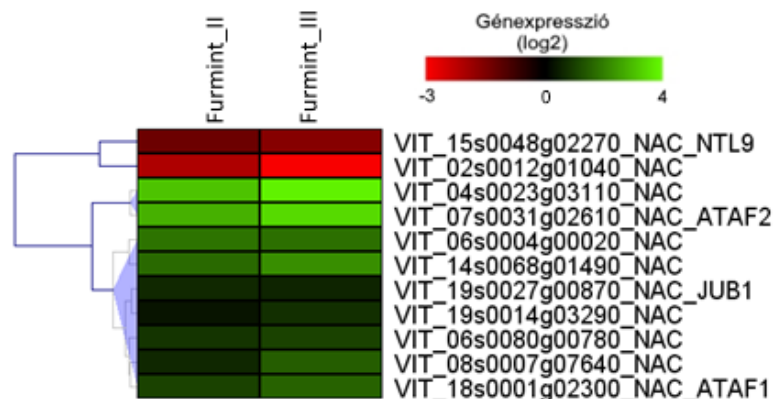 Furmint_II
Furmint_III
Génexpresszió
(log2)
-3
0
4
VIT_15s0048g02270_NAC_NTL9
VIT_02s0012g01040_NAC
VIT_04s0023g03110_NAC
VIT_07s0031g02610_NAC_ATAF2
VIT_06s0004g00020_NAC
VIT_14s0068g01490_NAC
VIT_19s0027g00870_NAC_JUB1
VIT_19s0014g03290_NAC
VIT_06s0080g00780_NAC
VIT_08s0007g07640_NAC
VIT_18s0001g02300_NAC_ATAF1